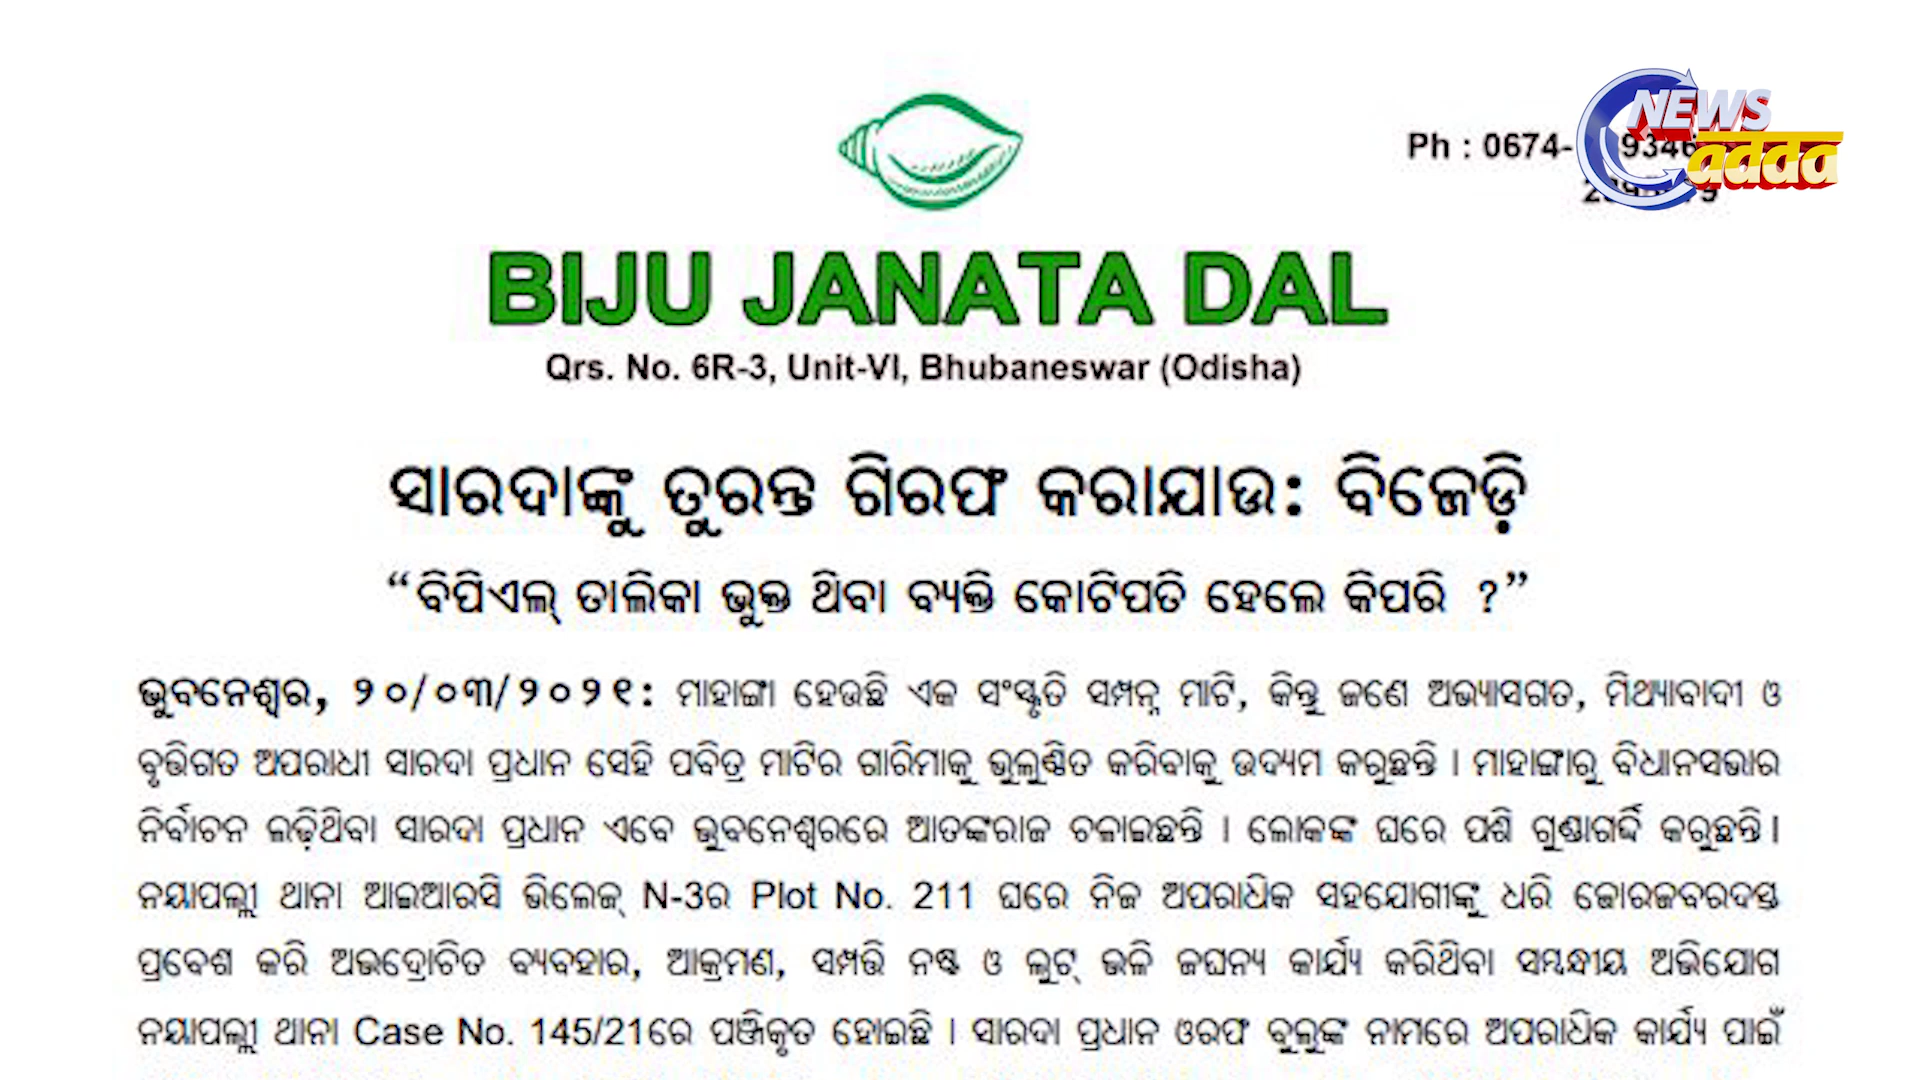 NEWS
adda
Ph : 0674-
BIJU JANATA DAL
Qrs. No. 6R-3, Unit-VI, Bhubaneswar (Odisha)
ସାରଦାଙ୍କୁ ତୁରନ୍ତ ଗିରଫ କରାଯାଉ: ବିଜେଡ଼ି
“ବିପିଏଲ୍ ତାଲିକା ଭୁକ୍ତ ଥିବା ବ୍ୟକ୍ତି କୋଟିପତି ହେଲେ କିପରି ?”
ଭୁବନେଶ୍ୱର, ୨୦/୦୩/୨୦୨୧: ମାହାଙ୍ଗା ହେଉଛି ଏକ ସଂସ୍କୃତି ସମ୍ପନ୍ନ ମାଟି, କିନ୍ତୁ ଜଣେ ଅଭ୍ୟାସଗତ, ମିଥ୍ୟାବାଦୀ ଓ
ବୃତ୍ତିଗତ ଅପରାଧୀ ସାରଦା ପ୍ରଧାନ ସେହି ପବିତ୍ର ମାଟିର ଗାରିମାକୁ ଭୁଲୁଣ୍ଠିତ କରିବାକୁ ଉଦ୍ୟମ କରୁଛନ୍ତି । ମାହାଙ୍ଗାରୁ ବିଧାନସଭାର
ନିର୍ବାଚନ ଲଢ଼ିଥିବା ସାରଦା ପ୍ରଧାନ ଏବେ ଭୁବନେଶ୍ୱରରେ ଆତଙ୍କରାଜ ଚଳାଇଛନ୍ତି । ଲୋକଙ୍କ ଘରେ ପଶି ଗୁଣ୍ଡାଗର୍ଦ୍ଦି କରୁଛନ୍ତି।
ନୟାପଲ୍ଲୀ ଥାନା ଆଇଆରସି ଭିଲେଜ୍ N-3ର Plot No. 211 ଘରେ ନିଜ ଅପରାଧିକ ସହଯୋଗୀଙ୍କୁ ଧରି ଜୋରଜବରଦସ୍ତ
ପ୍ରବେଶ କରି ଅଭଦ୍ରୋଚିତ ବ୍ୟବହାର, ଆକ୍ରମଣ, ସମ୍ପତ୍ତି ନଷ୍ଟ ଓ ଲୁଟ୍ ଭଳି ଜଘନ୍ୟ କାର୍ଯ୍ୟ କରିଥିବା ସମ୍ବନ୍ଧୀୟ ଅଭିଯୋଗ
ନୟାପଲ୍ଲୀ ଥାନା Case No. 145/21ରେ ପଞ୍ଜିକୃତ ହୋଇଛି । ସାରଦା ପ୍ରଧାନ ଓରଫ ବୁଲୁଙ୍କ ନାମରେ ଅପରାଧିକ କାର୍ଯ୍ୟ ପାଇଁ